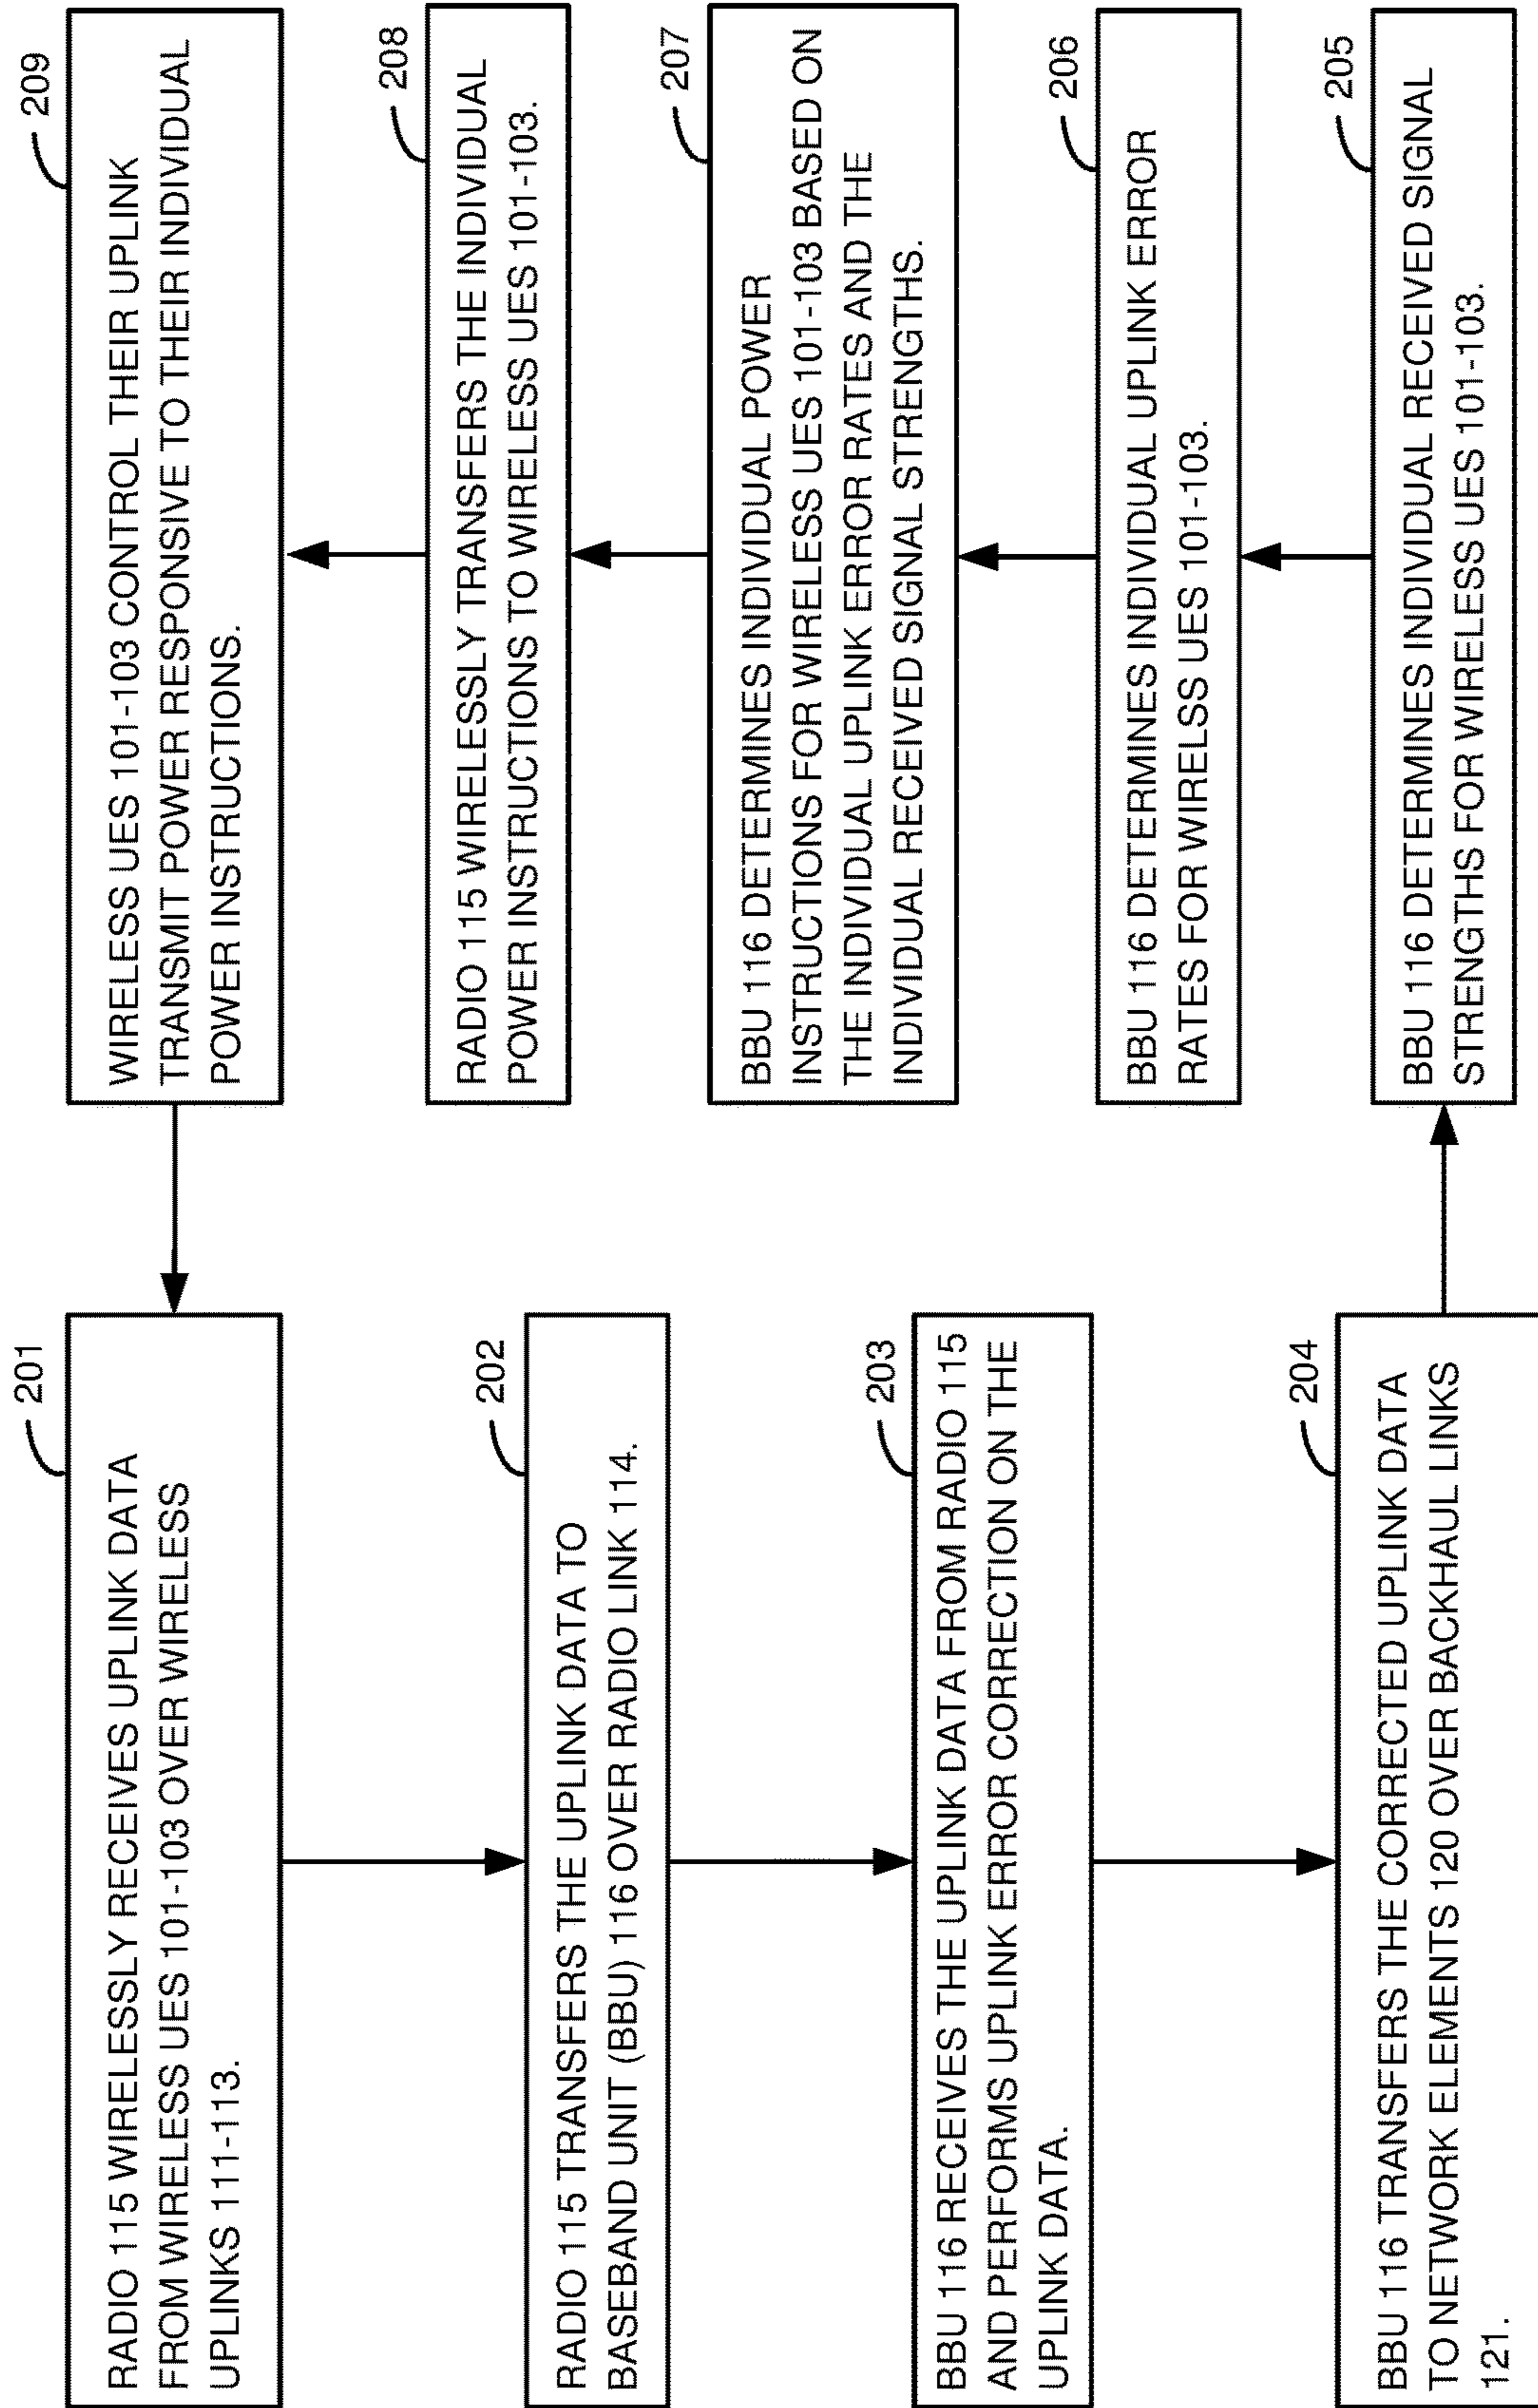 201
RADIO 115 WIRELESSLY RECEIVES UPLINK DATA
FROM WIRELESS UES 101-103 OVER WIRELESS
UPLINKS 111-113.
202
RADIO 115 TRANSFERS THE UPLINK DATA TO
BASEBAND UNIT (BBU) 116 OVER RADIO LINK 114.
203
BBU 116 RECEIVES THE UPLINK DATA FROM RADIO 115
AND PERFORMS UPLINK ERROR CORRECTION ON THE
UPLINK DATA.
204
BBU 116 TRANSFERS THE CORRECTED UPLINK DATA
TO NETWORK ELEMENTS 120 OVER BACKHAUL LINKS
121.
205
BBU 116 DETERMINES INDIVIDUAL RECEIVED SIGNAL
STRENGTHS FOR WIRELESS UES 101-103.
206
BBU 116 DETERMINES INDIVIDUAL UPLINK ERROR
RATES FOR WIRELSS UES 101-103.
207
BBU 116 DETERMINES INDIVIDUAL POWER
INSTRUCTIONS FOR WIRELESS UES 101-103 BASED ON
THE INDIVIDUAL UPLINK ERROR RATES AND THE
INDIVIDUAL RECEIVED SIGNAL STRENGTHS.
208
RADIO 115 WIRELESSLY TRANSFERS THE INDIVIDUAL
POWER INSTRUCTIONS TO WIRELESS UES 101-103.
209
WIRELESS UES 101-103 CONTROL THEIR UPLINK
TRANSMIT POWER RESPONSIVE TO THEIR INDIVIDUAL
POWER INSTRUCTIONS.